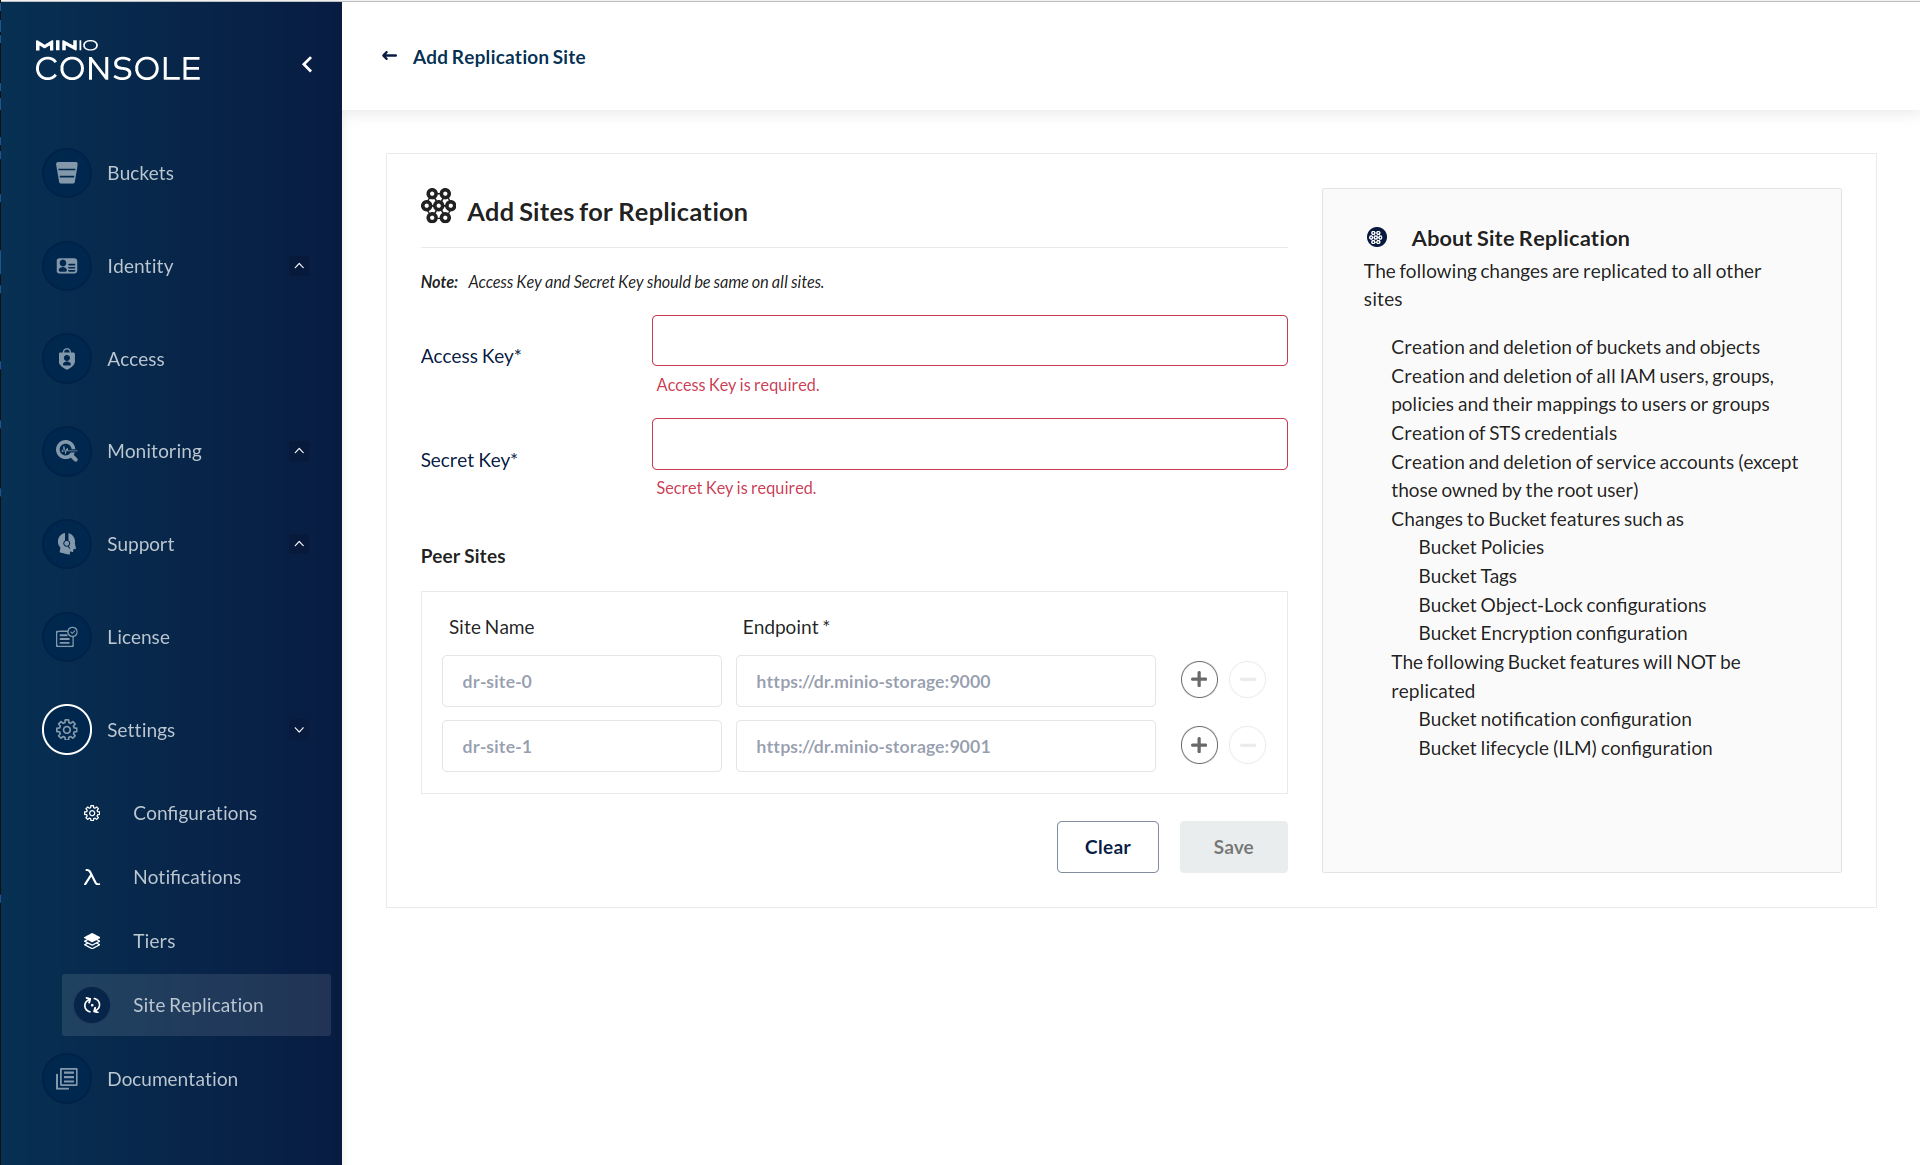 MINIO
CONSOLE
Buckets
Identity
Access
Monitoring
Support
License
Settings
Configurations
Notifications
Tiers
Site Replication
Documentation
Add Replication Site
Add Sites for Replication
Note: Access Key and Secret Key should be same on all sites.
Access Key*
Access Key is required.
Secret Key*
Secret Key is required.
Peer Sites
Site Name Endpoint *
dr-site-0 https://dr.minio-storage:9000
dr-site-1 https://dr.minio-storage:9001
Clear Save
About Site Replication
The following changes are replicated to all other
sites
Creation and deletion of buckets and objects
Creation and deletion of all IAM users, groups,
policies and their mappings to users or groups
Creation of STS credentials
Creation and deletion of service accounts (except
those owned by the root user)
Changes to Bucket features such as
Bucket Policies
Bucket Tags
Bucket Object-Lock configurations
Bucket Encryption configuration
The following Bucket features will NOT be
replicated
Bucket notification configuration
Bucket lifecycle (ILM) configuration